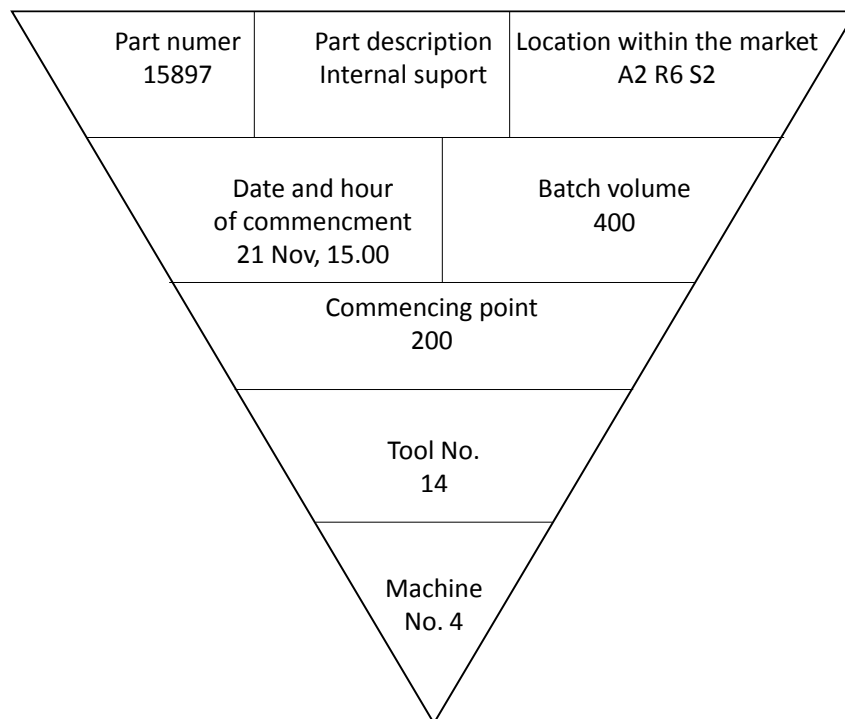 Part numer
15897
Part description
Internal suport
Location within the market
A2 R6 S2
Date and hour
of commencment
21 Nov, 15.00
Batch volume
400
Commencing point
200
Tool No.
14
Machine
No. 4